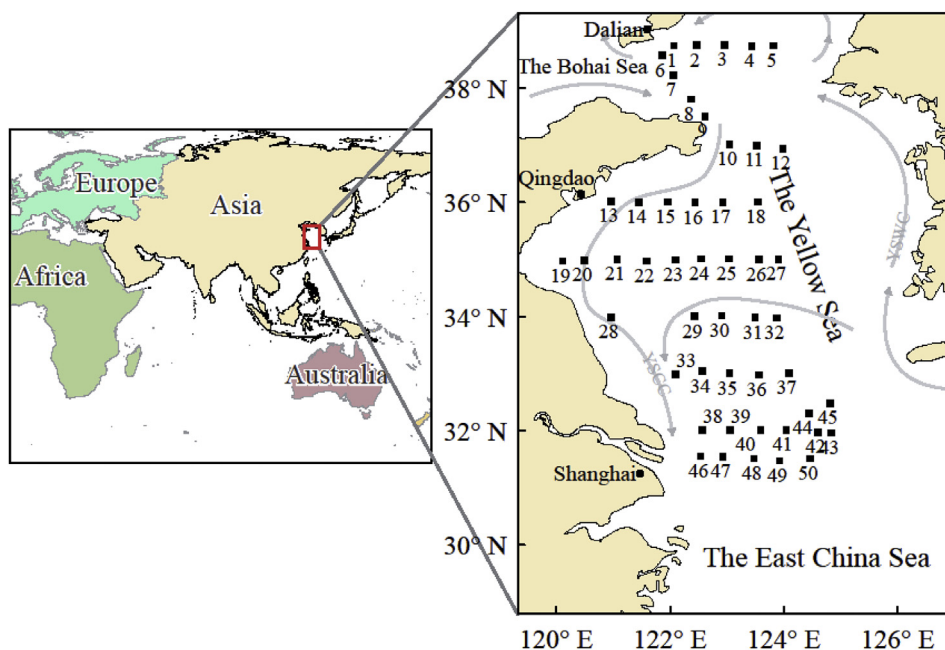 Europe
Asia
Africa
Australia
Dalian
The Bohai Sea
1 2 3 4 5
6
7
38° N
8
9
10 11 12
Qingdao
36° N
13 14 15 16 17 18
The Yellow Sea
YSWC
19 20 21 22 23 24 25 26 27
34° N
28 29 30 31 32
YSCC
33
34 35 36 37
38 39
45
44
32° N
40 41 42 43
46 47 48 49 50
Shanghai
30° N
The East China Sea
120° E 122° E 124° E 126° E